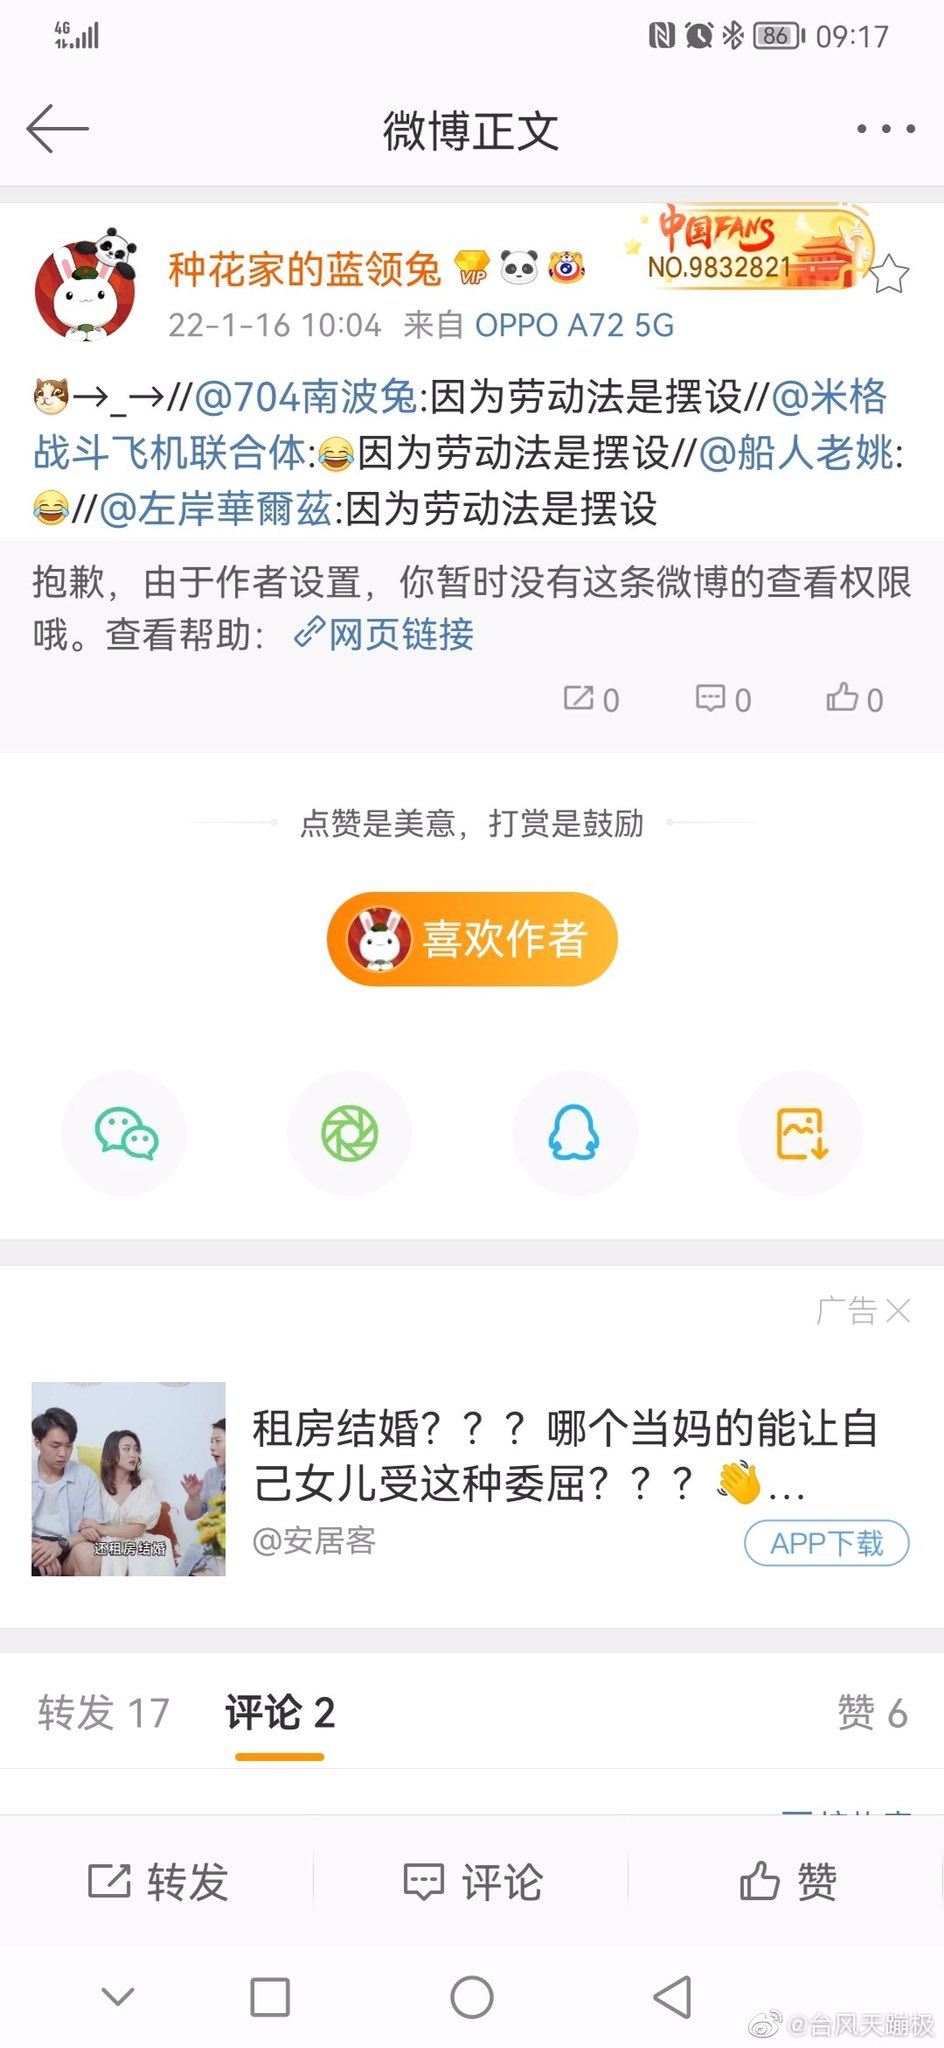 4G
86 09:17
微博正文
种花家的蓝领兔 VIP
中国FANS
NO.9832821
22-1-16 10:04 来自 OPPO A72 5G
→_→//@704南波兔:因为劳动法是摆设//@米格
战斗飞机联合体:😂因为劳动法是摆设//@船人老姚:
😂//@左岸華爾茲:因为劳动法是摆设
抱歉，由于作者设置，你暂时没有这条微博的查看权限
哦。查看帮助：网页链接
0 0 0
点赞是美意，打赏是鼓励
喜欢作者
广告
租房结婚？？？哪个当妈的能让自
己女儿受这种委屈？？？👋...
还租房结婚
@安居客
APP下载
转发 17 评论 2 赞 6
转发 评论 赞
@台风天蹦极